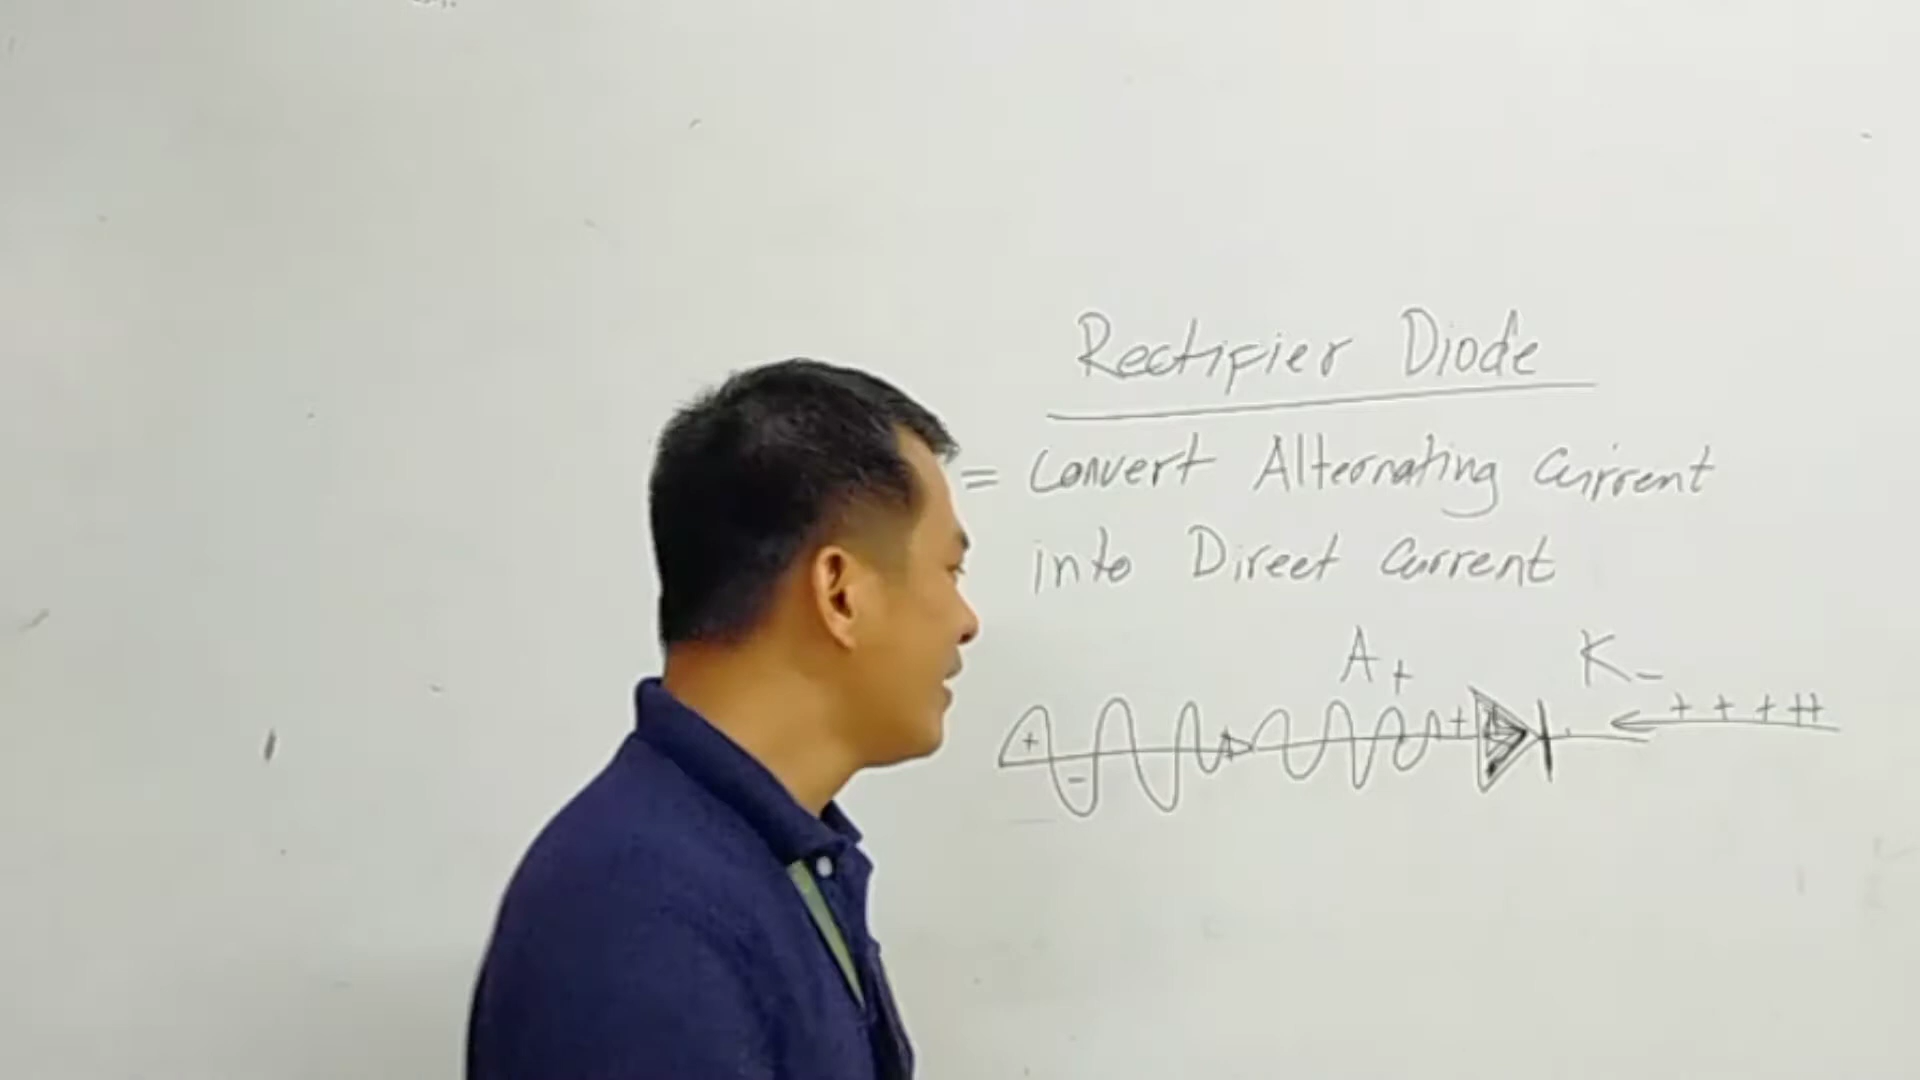 Rectifier Diode
= Convert Alternating Current
into Direct Current
A+ K-
+ - + + + + ++